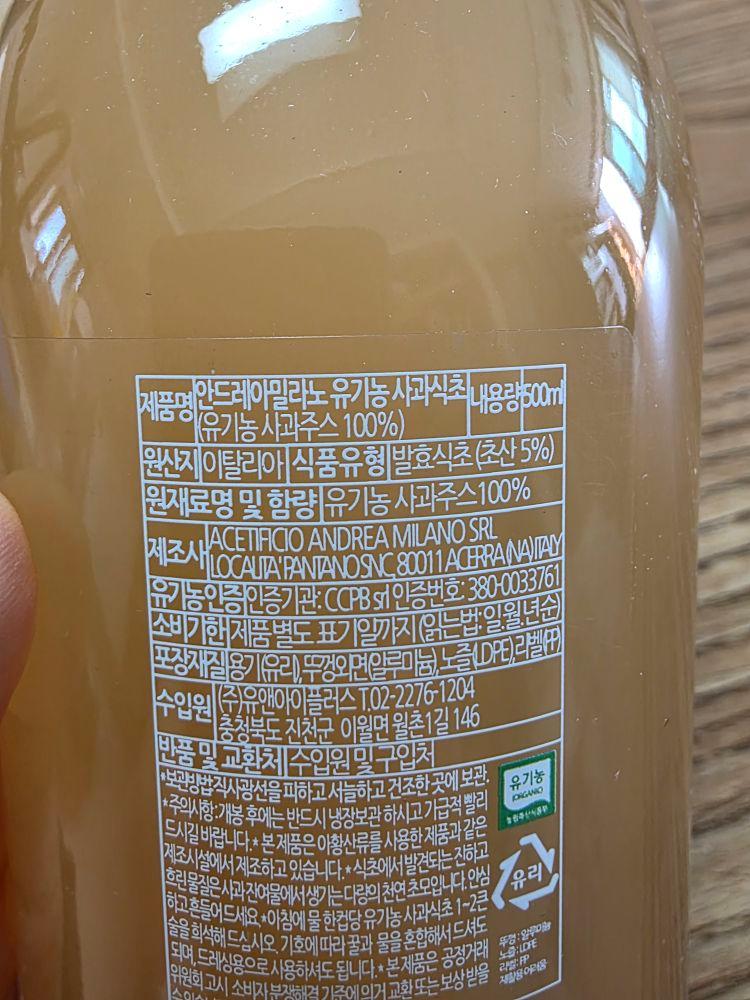 제품명 안드레아밀라노 유기농 사과식초 내용량 500ml
(유기농 사과주스 100%)
원산지 이탈리아 식품유형 발효식초 (초산 5%)
원재료명 및 함량 유기농 사과주스100%
제조사 ACETIFICIO ANDREA MILANO SRL
LOCALITA' PANTANO SNC, 80011 ACERRA (NA) ITALY
유기농인증 인증기관: CCPB srl 인증번호: 380-0033761
소비기한 제품 별도 표기일까지 (읽는법: 일.월.년순)
포장재질 용기(유리),뚜껑외면(알루미늄),노즐(LDPE),라벨(PP)
수입원 (주)유앤아이플러스 T.02-2276-1204
충청북도 진천군 이월면 월촌1길 146
반품 및 교환처 수입원 및 구입처
*보관방법:직사광선을 피하고 서늘하고 건조한 곳에 보관.
*주의사항:개봉 후에는 반드시 냉장보관 하시고 가급적 빨리
드시길 바랍니다.* 본 제품은 아황산류를 사용한 제품과 같은
제조시설에서 제조하고 있습니다.* 식초에서 발견되는 진하고
흐린 물질은 사과 잔여물에서 생기는 다량의 천연 초모입니다. 안심
하고 흔들어 드세요 *아침에 물 한컵당 유기농 사과식초 1~2큰
술을 희석해 드십시오. 기호에 따라 꿀과 물을 혼합해서 드셔도
되며, 드레싱용으로 사용하셔도 됩니다.* 본 제품은 공정거래
위원회 고시 소비자 분쟁해결 기준에 의거 교환 또는 보상 받을
유기농
(ORGANIC)
농림축산식품부
유리
뚜껑 : 알루미늄
노즐 : LDPE
라벨 : PP
재활용 어려움